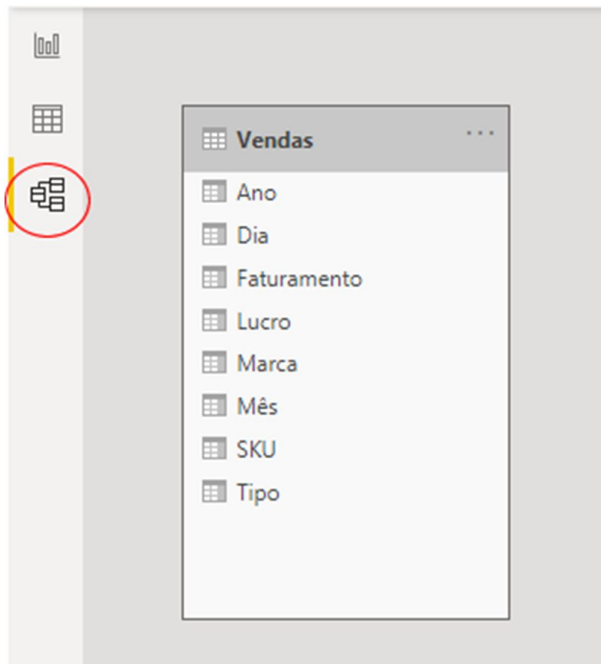 Vendas
Ano
Dia
Faturamento
Lucro
Marca
Mês
SKU
Tipo